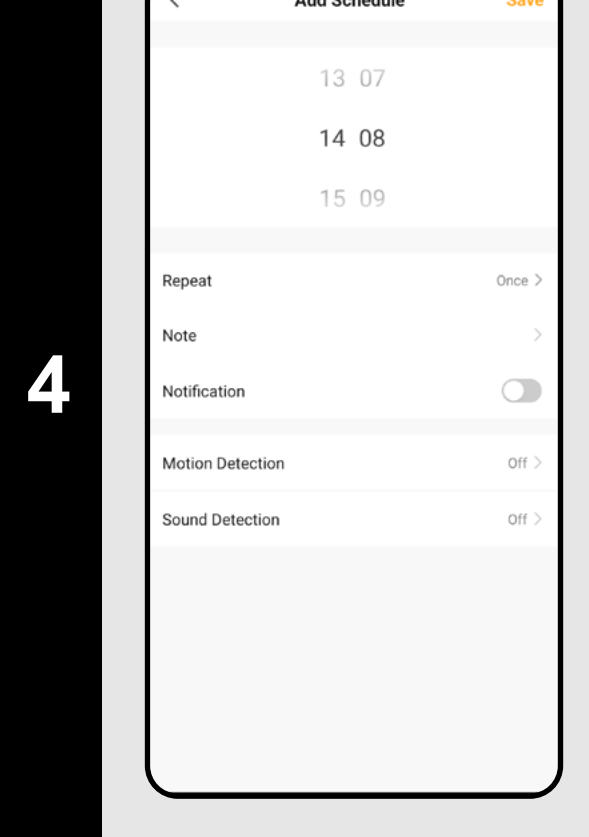 Add Schedule Save
13 07
14 08
15 09
Repeat Once
Note
4
Notification
Motion Detection Off
Sound Detection Off